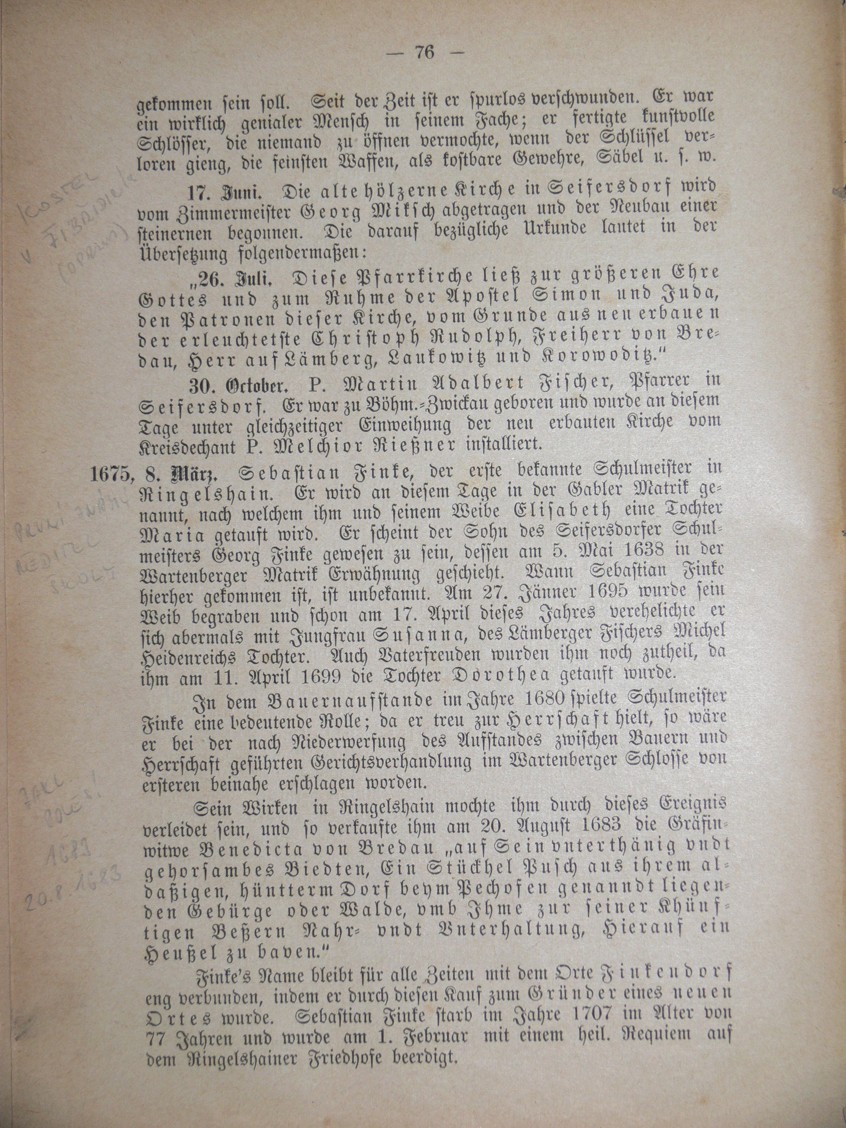 — 76 —
gekommen sein soll. Seit der Zeit ist er spurlos verschwunden. Er war
ein wirklich genialer Mensch in seinem Fache; er fertigte kunstvolle
Schlösser, die niemand zu öffnen vermochte, wenn der Schlüssel ver-
loren gieng, die feinsten Waffen, als kostbare Gewehre, Säbel u. s. w.
17. Juni. Die alte hölzerne Kirche in Seifersdorf wird
vom Zimmermeister Georg Miksch abgetragen und der Neubau einer
steinernen begonnen. Die darauf bezügliche Urkunde lautet in der
Übersetzung folgendermaßen:
„26. Juli. Diese Pfarrkirche ließ zur größeren Ehre
Gottes und zum Ruhme der Apostel Simon und Juda,
den Patronen dieser Kirche, vom Grunde aus neu erbauen
der erleuchtetste Christoph Rudolph, Freiherr von Bre-
dau, Herr auf Lämberg, Laukowitz und Korowoditz.“
30. October. P. Martin Adalbert Fischer, Pfarrer in
Seifersdorf. Er war zu Böhm.-Zwickau geboren und wurde an diesem
Tage unter gleichzeitiger Einweihung der neu erbauten Kirche vom
Kreisdechant P. Melchior Rießner installiert.
1675, 8. März. Sebastian Finke, der erste bekannte Schulmeister in
Ringelshain. Er wird an diesem Tage in der Gabler Matrik ge-
nannt, nach welchem ihm und seinem Weibe Elisabeth eine Tochter
Maria getauft wird. Er scheint der Sohn des Seifersdorfer Schul-
meisters Georg Finke gewesen zu sein, dessen am 5. Mai 1638 in der
Wartenberger Matrik Erwähnung geschieht. Wann Sebastian Finke
hierher gekommen ist, ist unbekannt. Am 27. Jänner 1695 wurde sein
Weib begraben und schon am 17. April dieses Jahres verehelichte er
sich abermals mit Jungfrau Susanna, des Lämberger Fischers Michel
Heidenreichs Tochter. Auch Vaterfreuden wurden ihm noch zutheil, da
ihm am 11. April 1699 die Tochter Dorothea getauft wurde.
In dem Bauernaufstande im Jahre 1680 spielte Schulmeister
Finke eine bedeutende Rolle; da er treu zur Herrschaft hielt, so wäre
er bei der nach Niederwerfung des Aufstandes zwischen Bauern und
Herrschaft geführten Gerichtsverhandlung im Wartenberger Schlosse von
ersteren beinahe erschlagen worden.
Sein Wirken in Ringelshain mochte ihm durch dieses Ereignis
verleidet sein, und so verkaufte ihm am 20. August 1683 die Gräfin-
witwe Benedicta von Bredau „auf Sein vnterthänig vndt
gehorsambes Biedten, Ein Stückhel Pusch aus ihrem al-
daßigen, hüntterm Dorf beym Pechofen genanndt liegen-
den Gebürge oder Walde, vmb Ihme zur seiner Khünf-
tigen Beßern Nahr- vndt Vnterhaltung, Hierauf ein
Heußel zu baven.“
Finke's Name bleibt für alle Zeiten mit dem Orte Finkendorf
eng verbunden, indem er durch diesen Kauf zum Gründer eines neuen
Ortes wurde. Sebastian Finke starb im Jahre 1707 im Alter von
77 Jahren und wurde am 1. Februar mit einem heil. Requiem auf
dem Ringelshainer Friedhofe beerdigt.
KOSTEL
V
PRVNÍ
ŘEDITEL
ŠKOLY
1683
20.8.1683